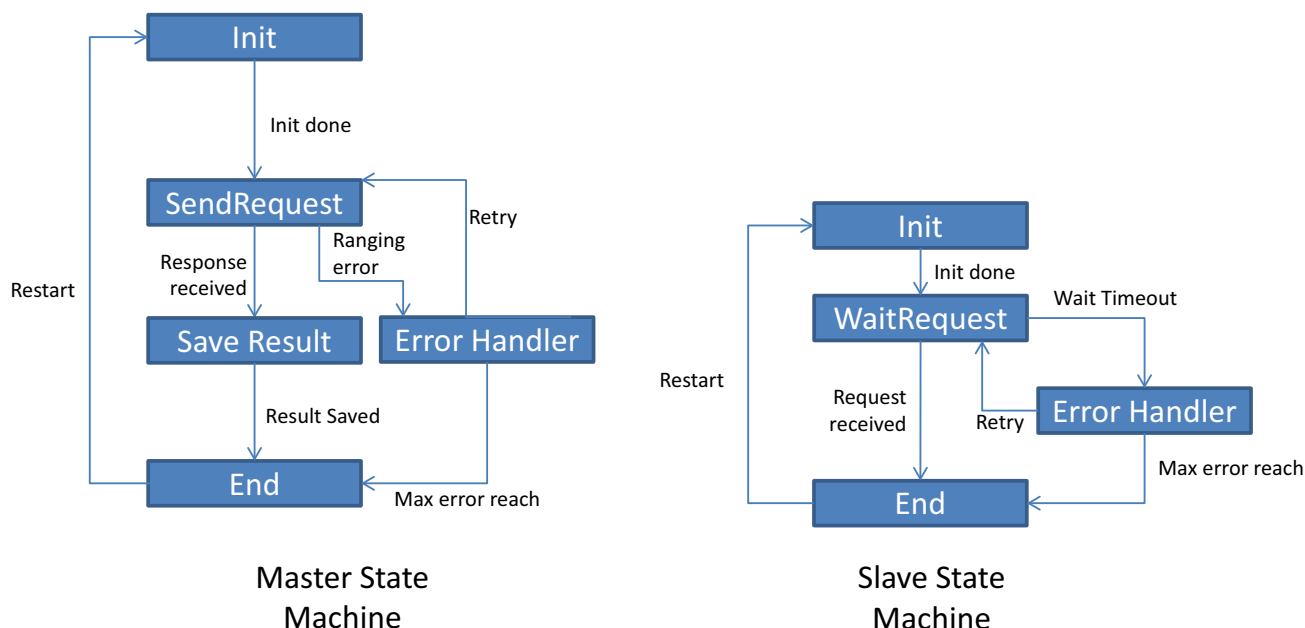 Init
Init done
SendRequest
Retry
Ranging
error
Response
received
Restart
Save Result
Error Handler
Result Saved
End
Max error reach
Master State
Machine
Init
Init done
Wait Timeout
WaitRequest
Restart
Request
received
Retry
Error Handler
Max error reach
End
Slave State
Machine